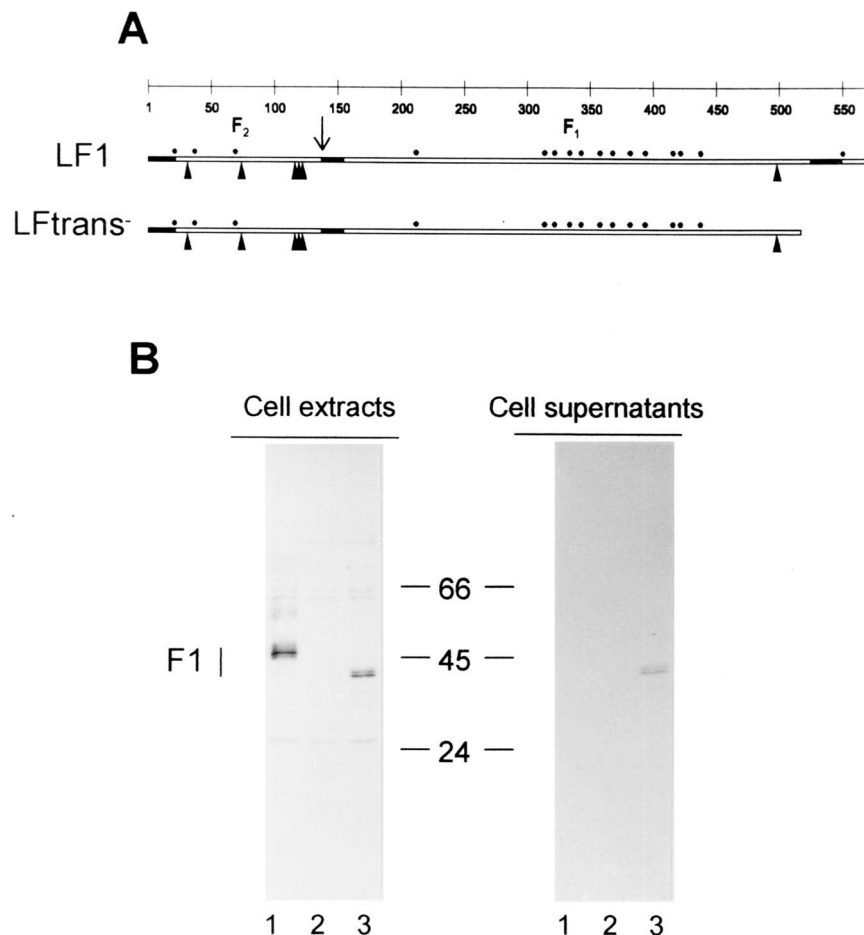 A
1 50 100 150 200 250 300 350 400 450 500 550
F2 F1
LF1
LFtrans-
B
Cell extracts Cell supernatants
66
F1 45
24
1 2 3 1 2 3